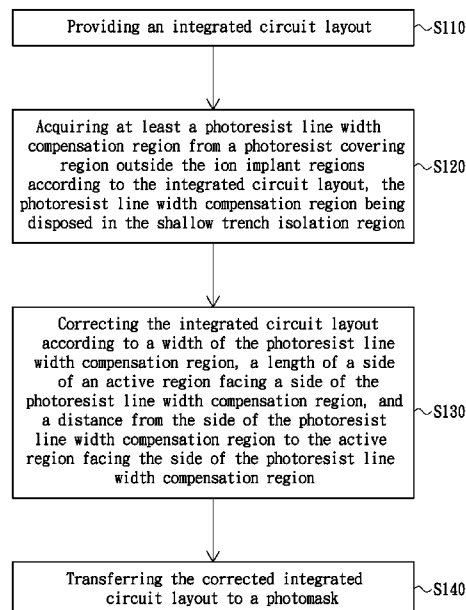 Providing an integrated circuit layout
S110
Acquiring at least a photoresist line width
compensation region from a photoresist covering
region outside the ion implant regions
according to the integrated circuit layout, the
photoresist line width compensation region being
disposed in the shallow trench isolation region
S120
Correcting the integrated circuit layout
according to a width of the photoresist line
width compensation region, a length of a side
of an active region facing a side of the
photoresist line width compensation region, and
a distance from the side of the photoresist
line width compensation region to the active
region facing the side of the photoresist line
width compensation region
S130
Transferring the corrected integrated
circuit layout to a photomask
S140